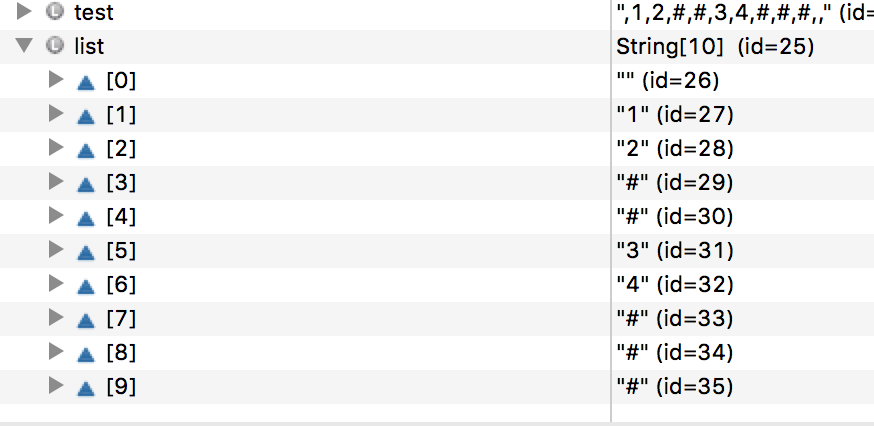 test ",1,2,#,#,3,4,#,#,#,," (id=
list String[10] (id=25)
[0] "" (id=26)
[1] "1" (id=27)
[2] "2" (id=28)
[3] "#" (id=29)
[4] "#" (id=30)
[5] "3" (id=31)
[6] "4" (id=32)
[7] "#" (id=33)
[8] "#" (id=34)
[9] "#" (id=35)